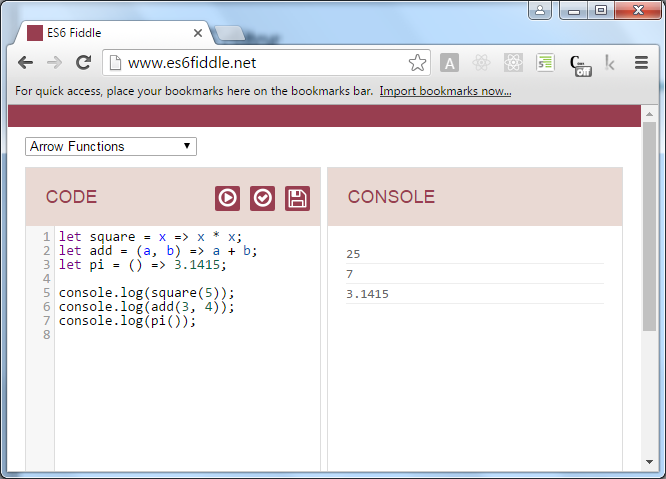 ES6 Fiddle
www.es6fiddle.net
For quick access, place your bookmarks here on the bookmarks bar. Import bookmarks now...
Arrow Functions
CODE
1 let square = x => x * x;
2 let add = (a, b) => a + b;
3 let pi = () => 3.1415;
4
5 console.log(square(5));
6 console.log(add(3, 4));
7 console.log(pi());
8
CONSOLE
25
7
3.1415